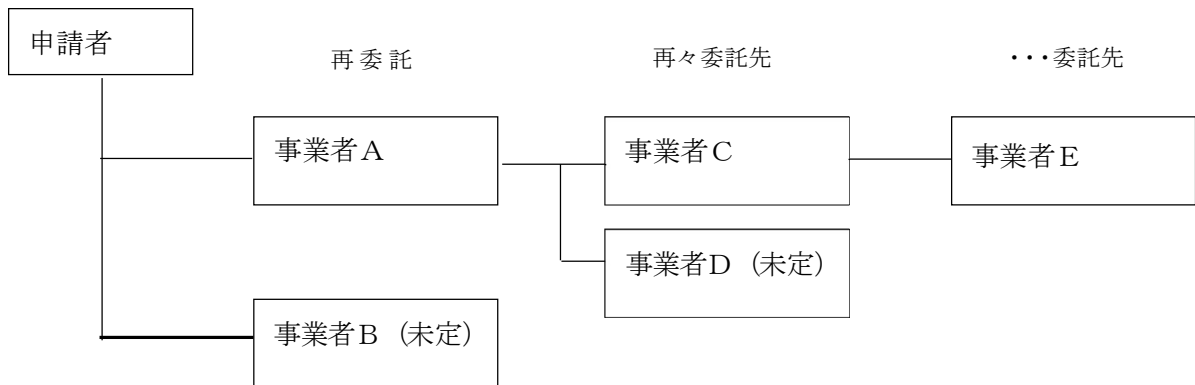 申請者
再 委 託
再々委託先
・・・委託先
事業者Ａ
事業者Ｃ
事業者Ｅ
事業者Ｄ（未定）
事業者Ｂ（未定）